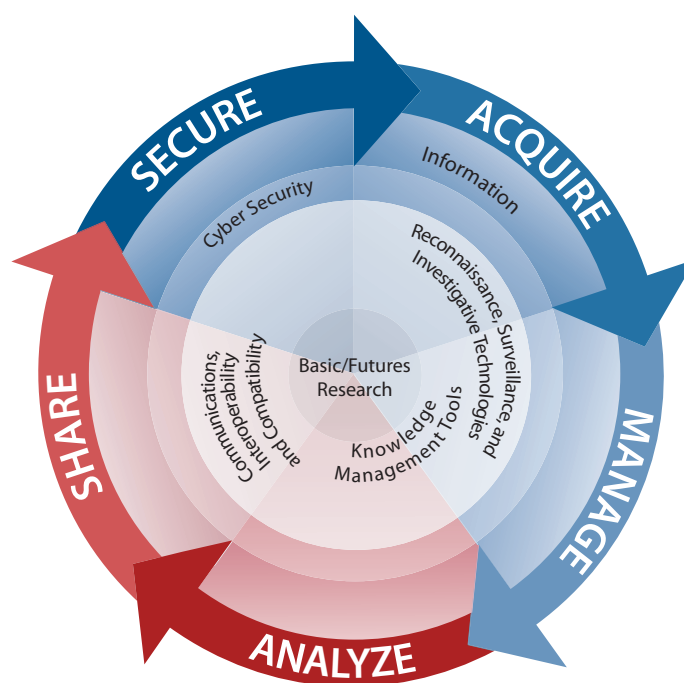 SECURE
ACQUIRE
MANAGE
ANALYZE
SHARE
Cyber Security
Information
Reconnaissance, Surveillance, and
Investigative Technologies
Knowledge
Management Tools
Communications,
Interoperability
and Compatibility
Basic/Futures
Research